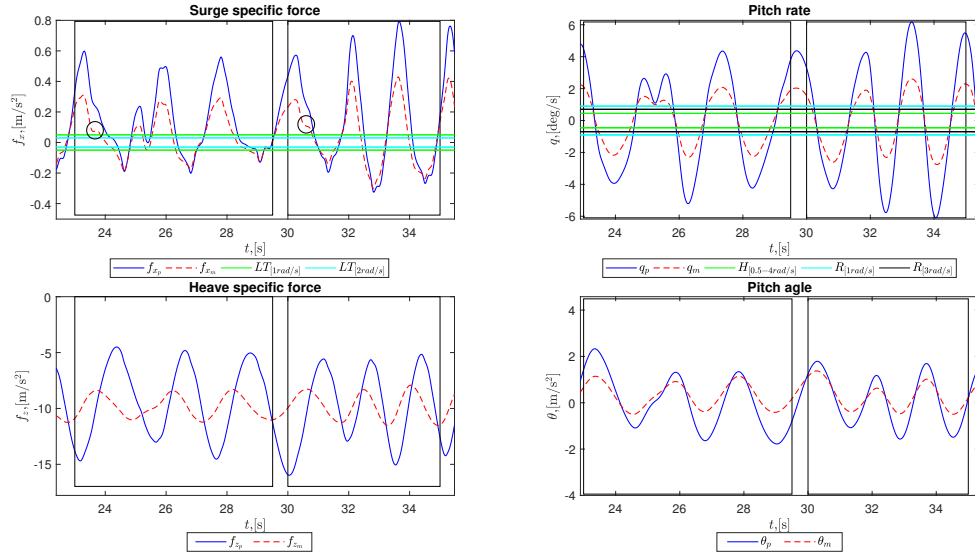 Surge specific force
0.8
0.6
0.4
0.2
0
-0.2
-0.4
f_x,[m/s²]
24 26 28 30 32 34
t,[s]
f_{x_p} f_{x_m} LT_{[1rad/s]} LT_{[2rad/s]}
Pitch rate
6
4
2
0
-2
-4
-6
q,[deg/s]
24 26 28 30 32 34
t,[s]
q_p q_m H_{[0.5-4rad/s]} R_{[1rad/s]} R_{[3rad/s]}
Heave specific force
0
-5
-10
-15
f_z,[m/s²]
24 26 28 30 32 34
t,[s]
f_{z_p} f_{z_m}
Pitch agle
4
2
0
-2
-4
θ,[m/s²]
24 26 28 30 32 34
t,[s]
θ_p θ_m